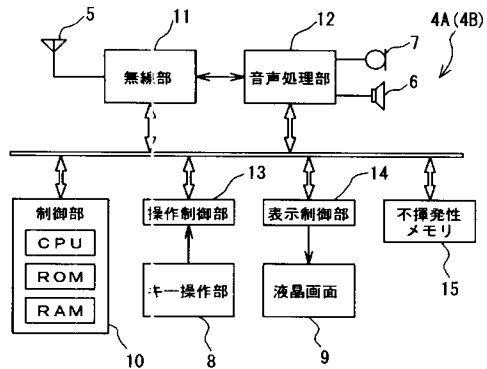 5
11
12
4A(4B)
7
6
無線部
音声処理部
13
14
制御部
CPU
ROM
RAM
操作制御部
表示制御部
不揮発性
メモリ
15
キー操作部
液晶画面
10
8
9